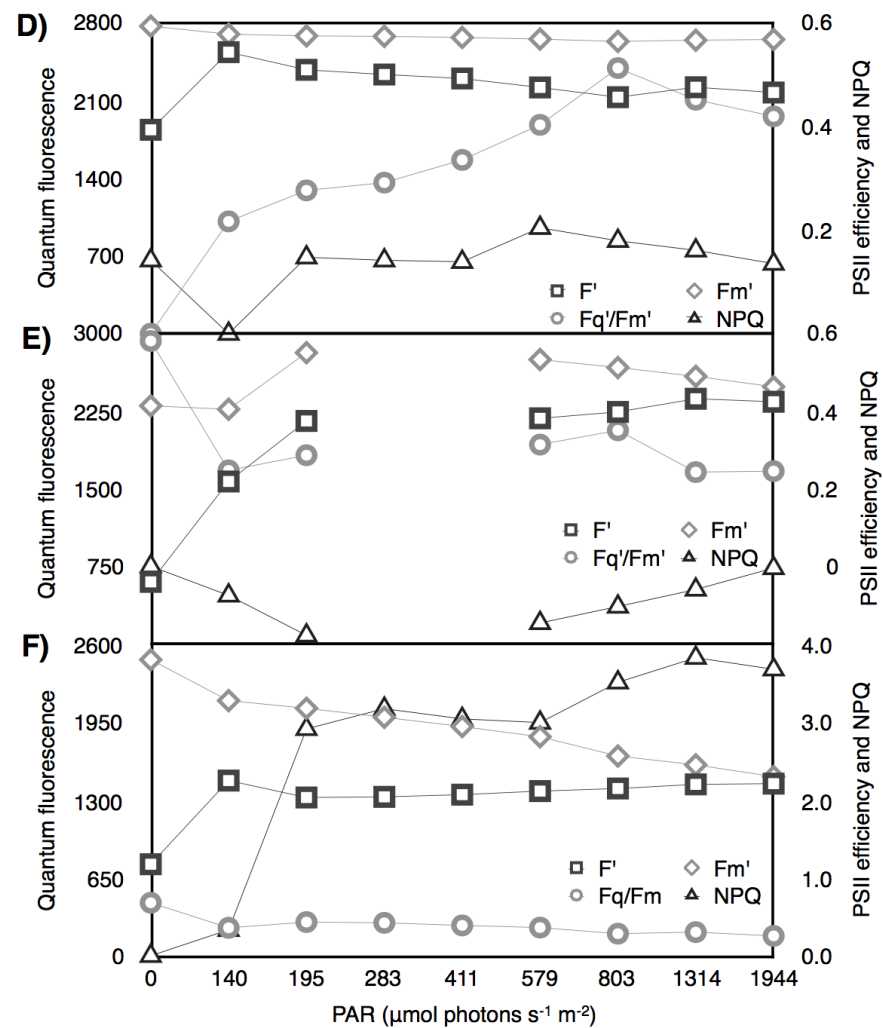 D)
2800
2100
1400
700
Quantum fluorescence
0.6
0.4
0.2
PSII efficiency and NPQ
F'
Fm'
Fq'/Fm'
NPQ
E)
3000
2250
1500
750
Quantum fluorescence
0.6
0.4
0.2
0
PSII efficiency and NPQ
F'
Fm'
Fq'/Fm'
NPQ
F)
2600
1950
1300
650
0
Quantum fluorescence
4.0
3.0
2.0
1.0
0.0
PSII efficiency and NPQ
F'
Fm'
Fq/Fm
NPQ
0 140 195 283 411 579 803 1314 1944
PAR (µmol photons s⁻¹ m⁻²)